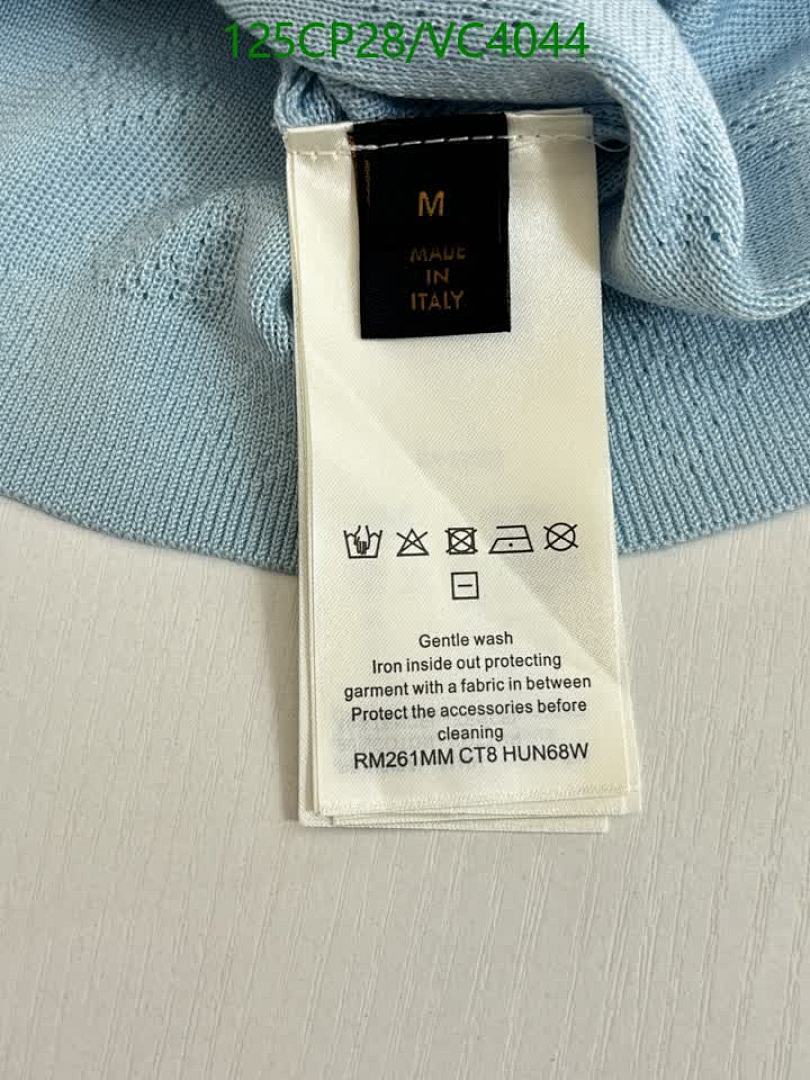 125CP28/VC4044
M
MADE
IN
ITALY
Gentle wash
Iron inside out protecting
garment with a fabric in between
Protect the accessories before
cleaning
RM261MM CT8 HUN68W